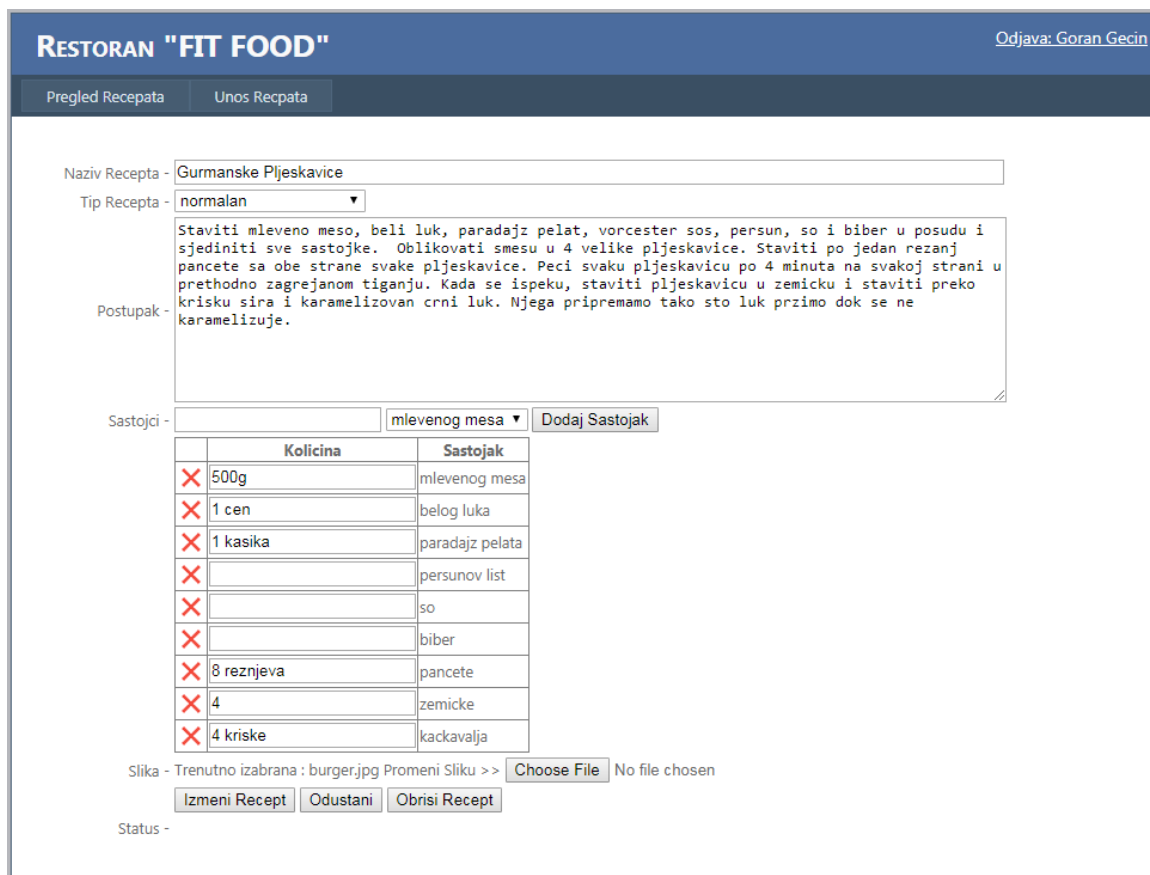 RESTORAN "FIT FOOD"
Odjava: Goran Gecin
Pregled Recepata Unos Recpata
Naziv Recepta - Gurmanske Pljeskavice
Tip Recepta - normalan
Staviti mleveno meso, beli luk, paradajz pelat, vorcester sos, persun, so i biber u posudu i
sjediniti sve sastojke.  Oblikovati smesu u 4 velike pljeskavice. Staviti po jedan rezanj
pancete sa obe strane svake pljeskavice. Peci svaku pljeskavicu po 4 minuta na svakoj strani u
prethodno zagrejanom tiganju. Kada se ispeku, staviti pljeskavicu u zemicku i staviti preko
krisku sira i karamelizovan crni luk. Njega pripremamo tako sto luk przimo dok se ne
Postupak - karamelizuje.
Sastojci - mlevenog mesa Dodaj Sastojak
Kolicina Sastojak
500g mlevenog mesa
1 cen belog luka
1 kasika paradajz pelata
persunov list
so
biber
8 reznjeva pancete
4 zemicke
4 kriske kackavalja
Slika - Trenutno izabrana : burger.jpg Promeni Sliku >> Choose File No file chosen
Izmeni Recept Odustani Obrisi Recept
Status -